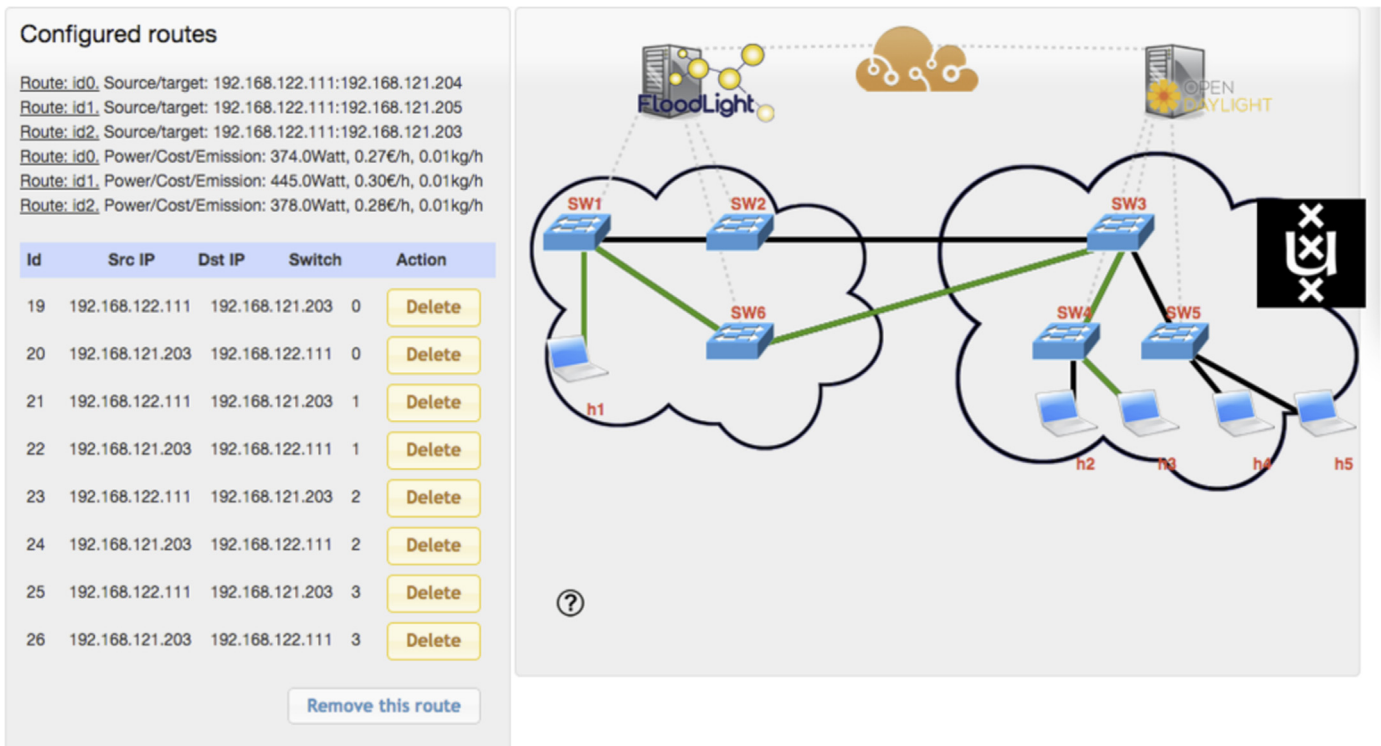 Configured routes
Route: id0. Source/target: 192.168.122.111:192.168.121.204
Route: id1. Source/target: 192.168.122.111:192.168.121.205
Route: id2. Source/target: 192.168.122.111:192.168.121.203
Route: id0. Power/Cost/Emission: 374.0Watt, 0.27€/h, 0.01kg/h
Route: id1. Power/Cost/Emission: 445.0Watt, 0.30€/h, 0.01kg/h
Route: id2. Power/Cost/Emission: 378.0Watt, 0.28€/h, 0.01kg/h
Id Src IP Dst IP Switch Action
19 192.168.122.111 192.168.121.203 0 Delete
20 192.168.121.203 192.168.122.111 0 Delete
21 192.168.122.111 192.168.121.203 1 Delete
22 192.168.121.203 192.168.122.111 1 Delete
23 192.168.122.111 192.168.121.203 2 Delete
24 192.168.121.203 192.168.122.111 2 Delete
25 192.168.122.111 192.168.121.203 3 Delete
26 192.168.121.203 192.168.122.111 3 Delete
Remove this route
FloodLight
OPEN
DAYLIGHT
SW1
SW2
SW3
SW6
SW4
SW5
h1
h2
h3
h4
h5
X
U
X
X
?